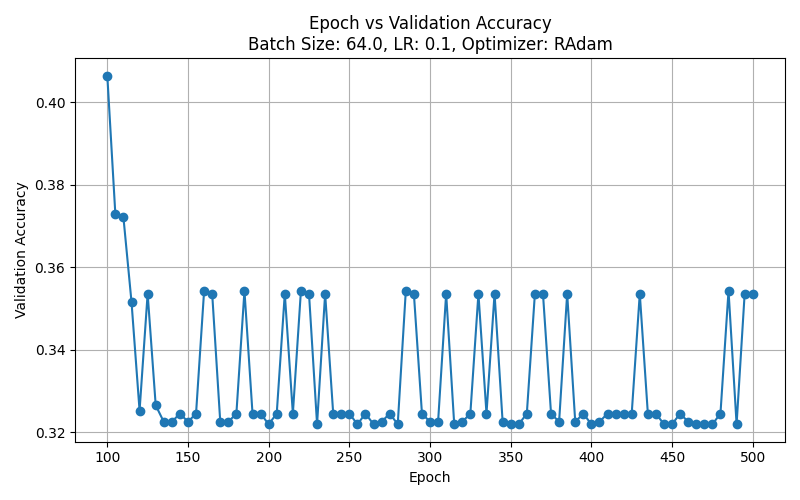 Epoch vs Validation Accuracy
Batch Size: 64.0, LR: 0.1, Optimizer: RAdam
Validation Accuracy
0.40
0.38
0.36
0.34
0.32
100 150 200 250 300 350 400 450 500
Epoch